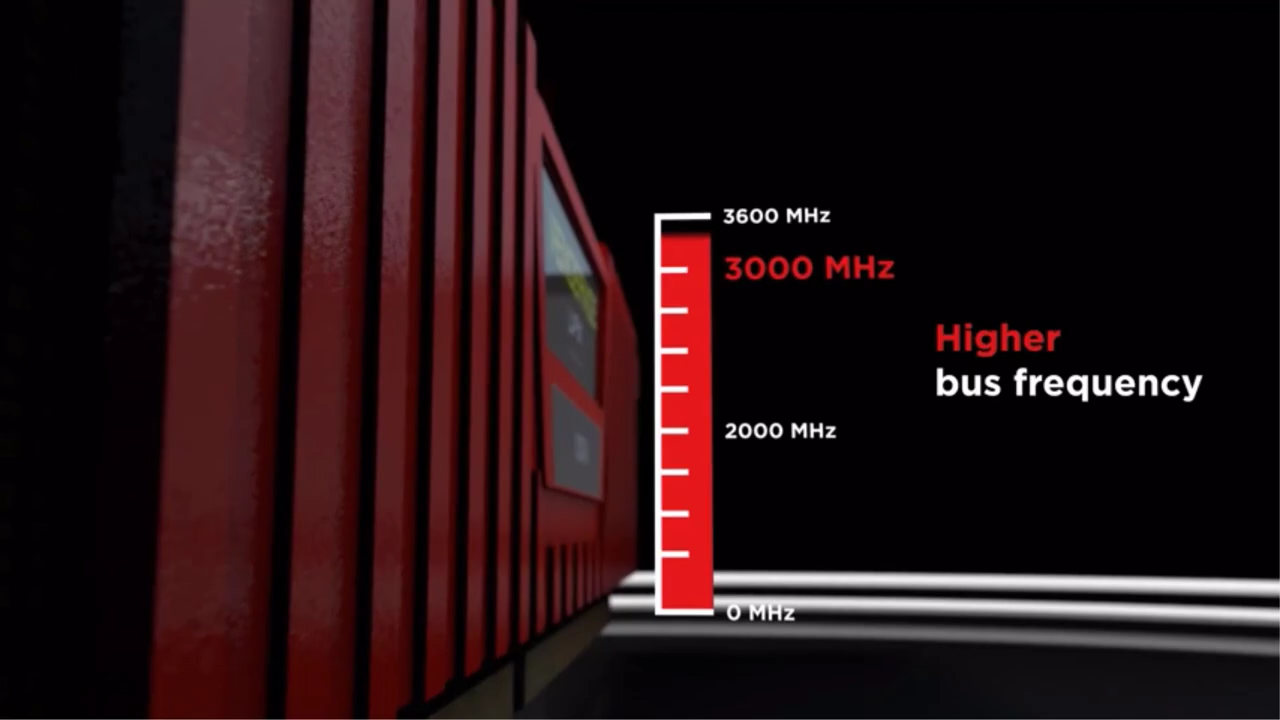 3600 MHz
3000 MHz
Higher
bus frequency
2000 MHz
0 MHz